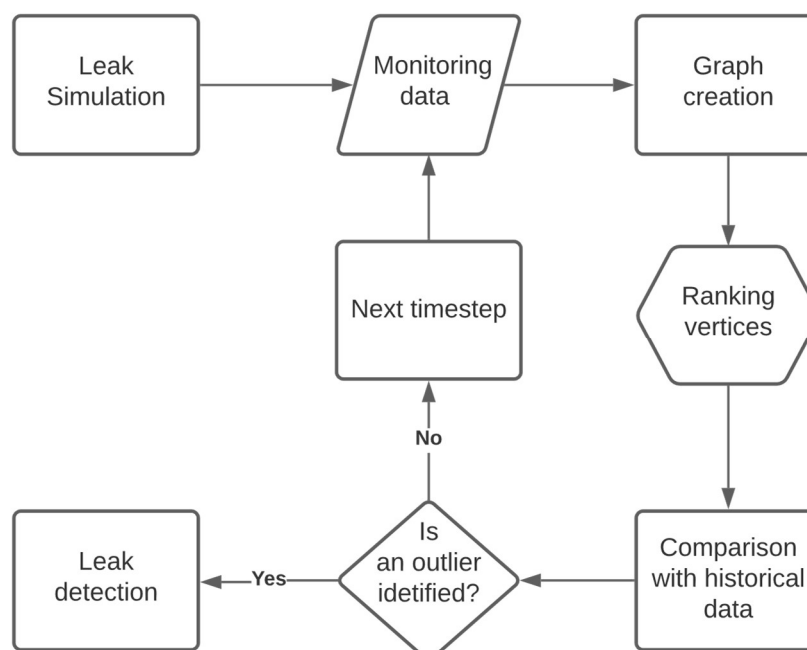 Leak
Simulation
Monitoring
data
Graph
creation
Next timestep
Ranking
vertices
No
Leak
detection
Yes
Is
an outlier
idetified?
Comparison
with historical
data